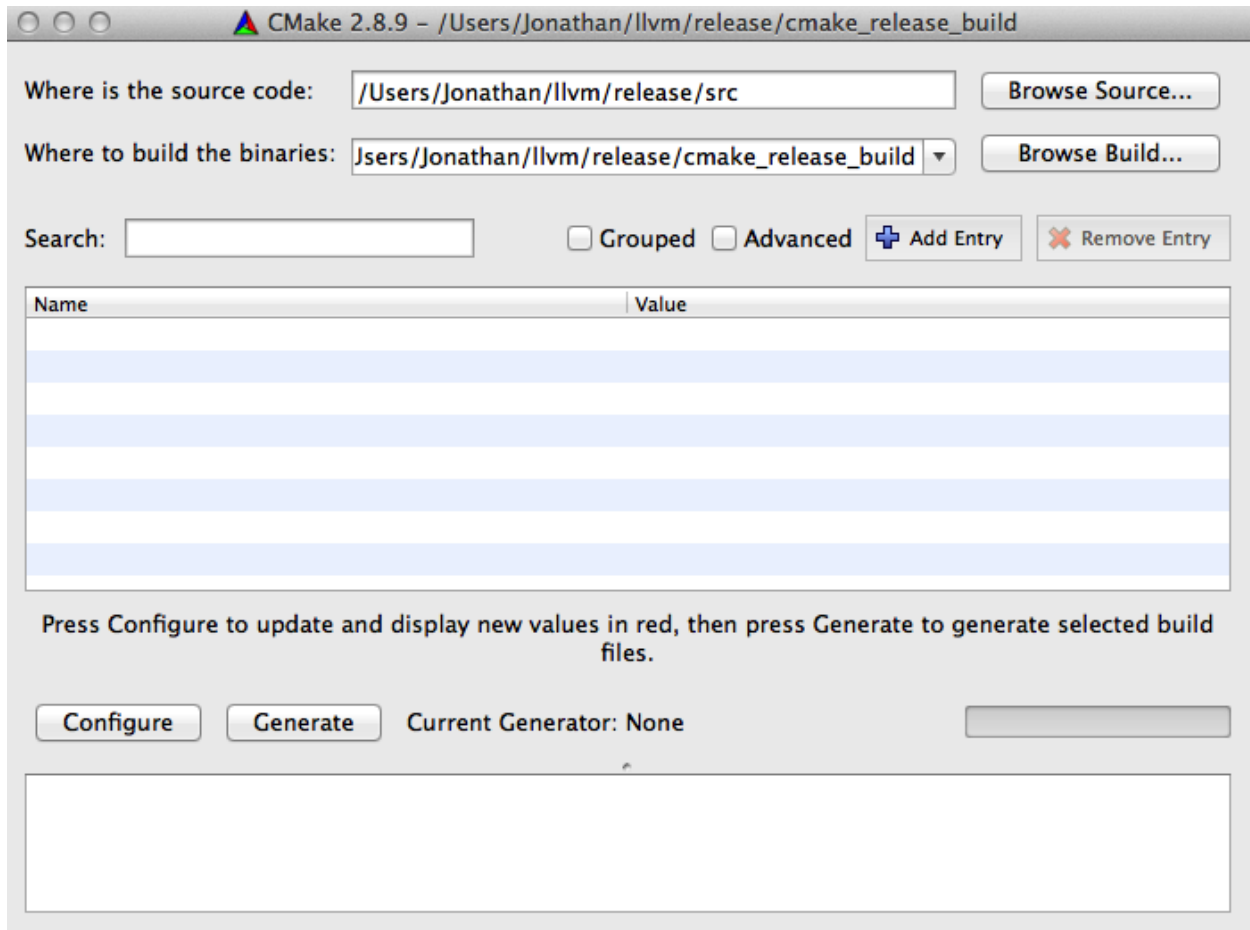 CMake 2.8.9 – /Users/Jonathan/llvm/release/cmake_release_build
Where is the source code: /Users/Jonathan/llvm/release/src Browse Source...
Where to build the binaries: Jsers/Jonathan/llvm/release/cmake_release_build Browse Build...
Search: Grouped Advanced Add Entry Remove Entry
Name Value
Press Configure to update and display new values in red, then press Generate to generate selected build
files.
Configure Generate Current Generator: None